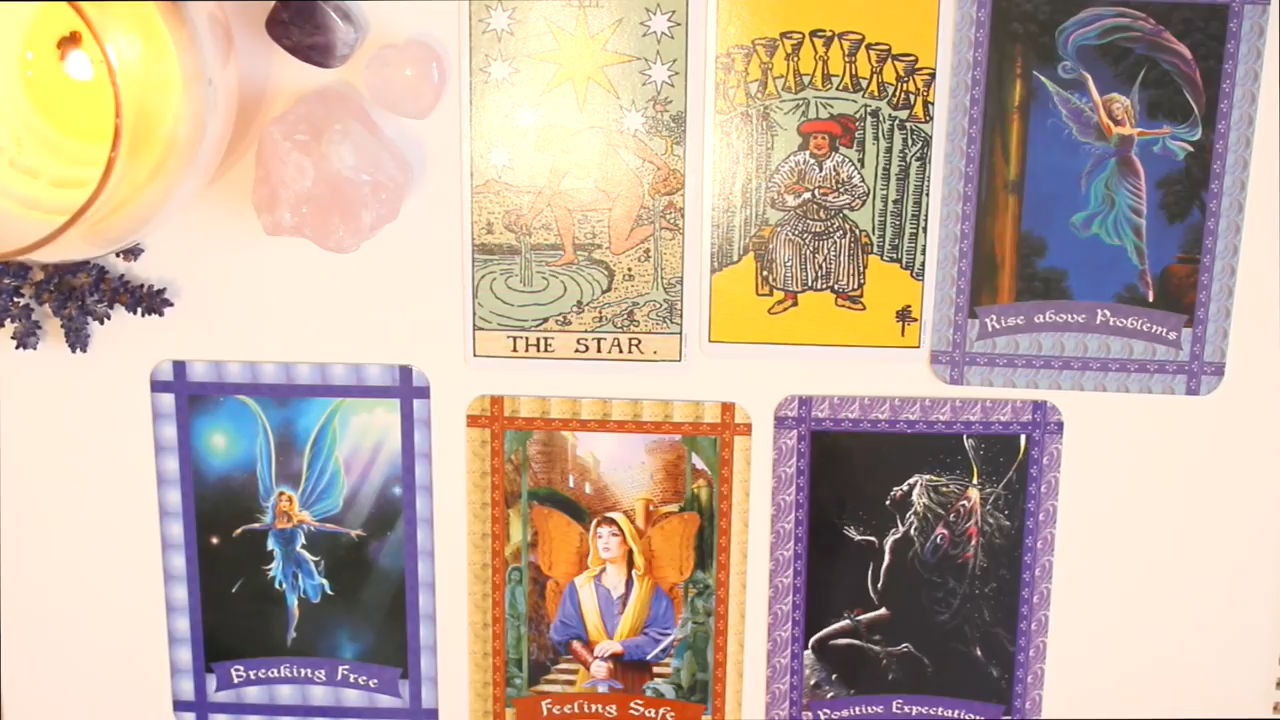 THE STAR.
Rise above Problems
Breaking Free
Feeling Safe
Positive Expectation